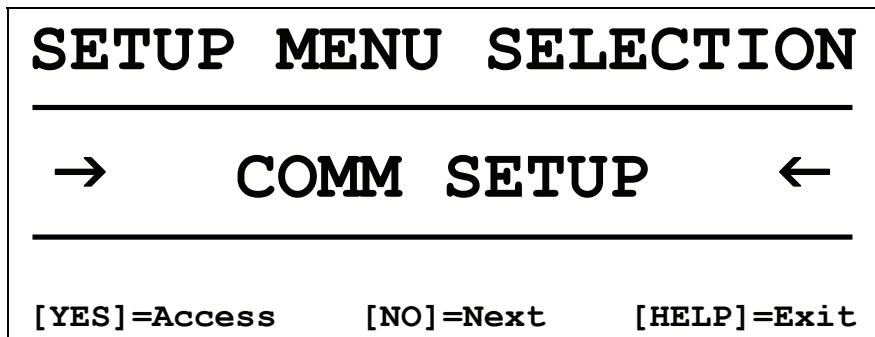 SETUP MENU SELECTION
→ COMM SETUP ←
[YES]=Access [NO]=Next [HELP]=Exit